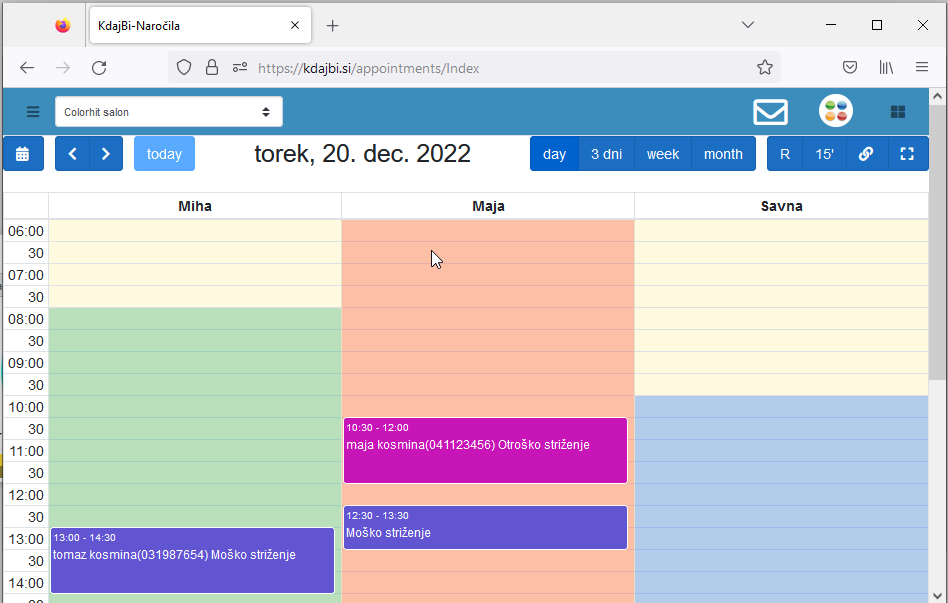 KdajBi-Naročila
https://kdajbi.si/appointments/Index
Colorhit salon
today
torek, 20. dec. 2022
day 3 dni week month R 15'
Miha Maja Savna
06:00
30
07:00
30
08:00
30
09:00
30
10:00
30
11:00
30
12:00
30
13:00
30
14:00
10:30 - 12:00
maja kosmina(041123456) Otroško striženje
12:30 - 13:30
Moško striženje
13:00 - 14:30
tomaz kosmina(031987654) Moško striženje